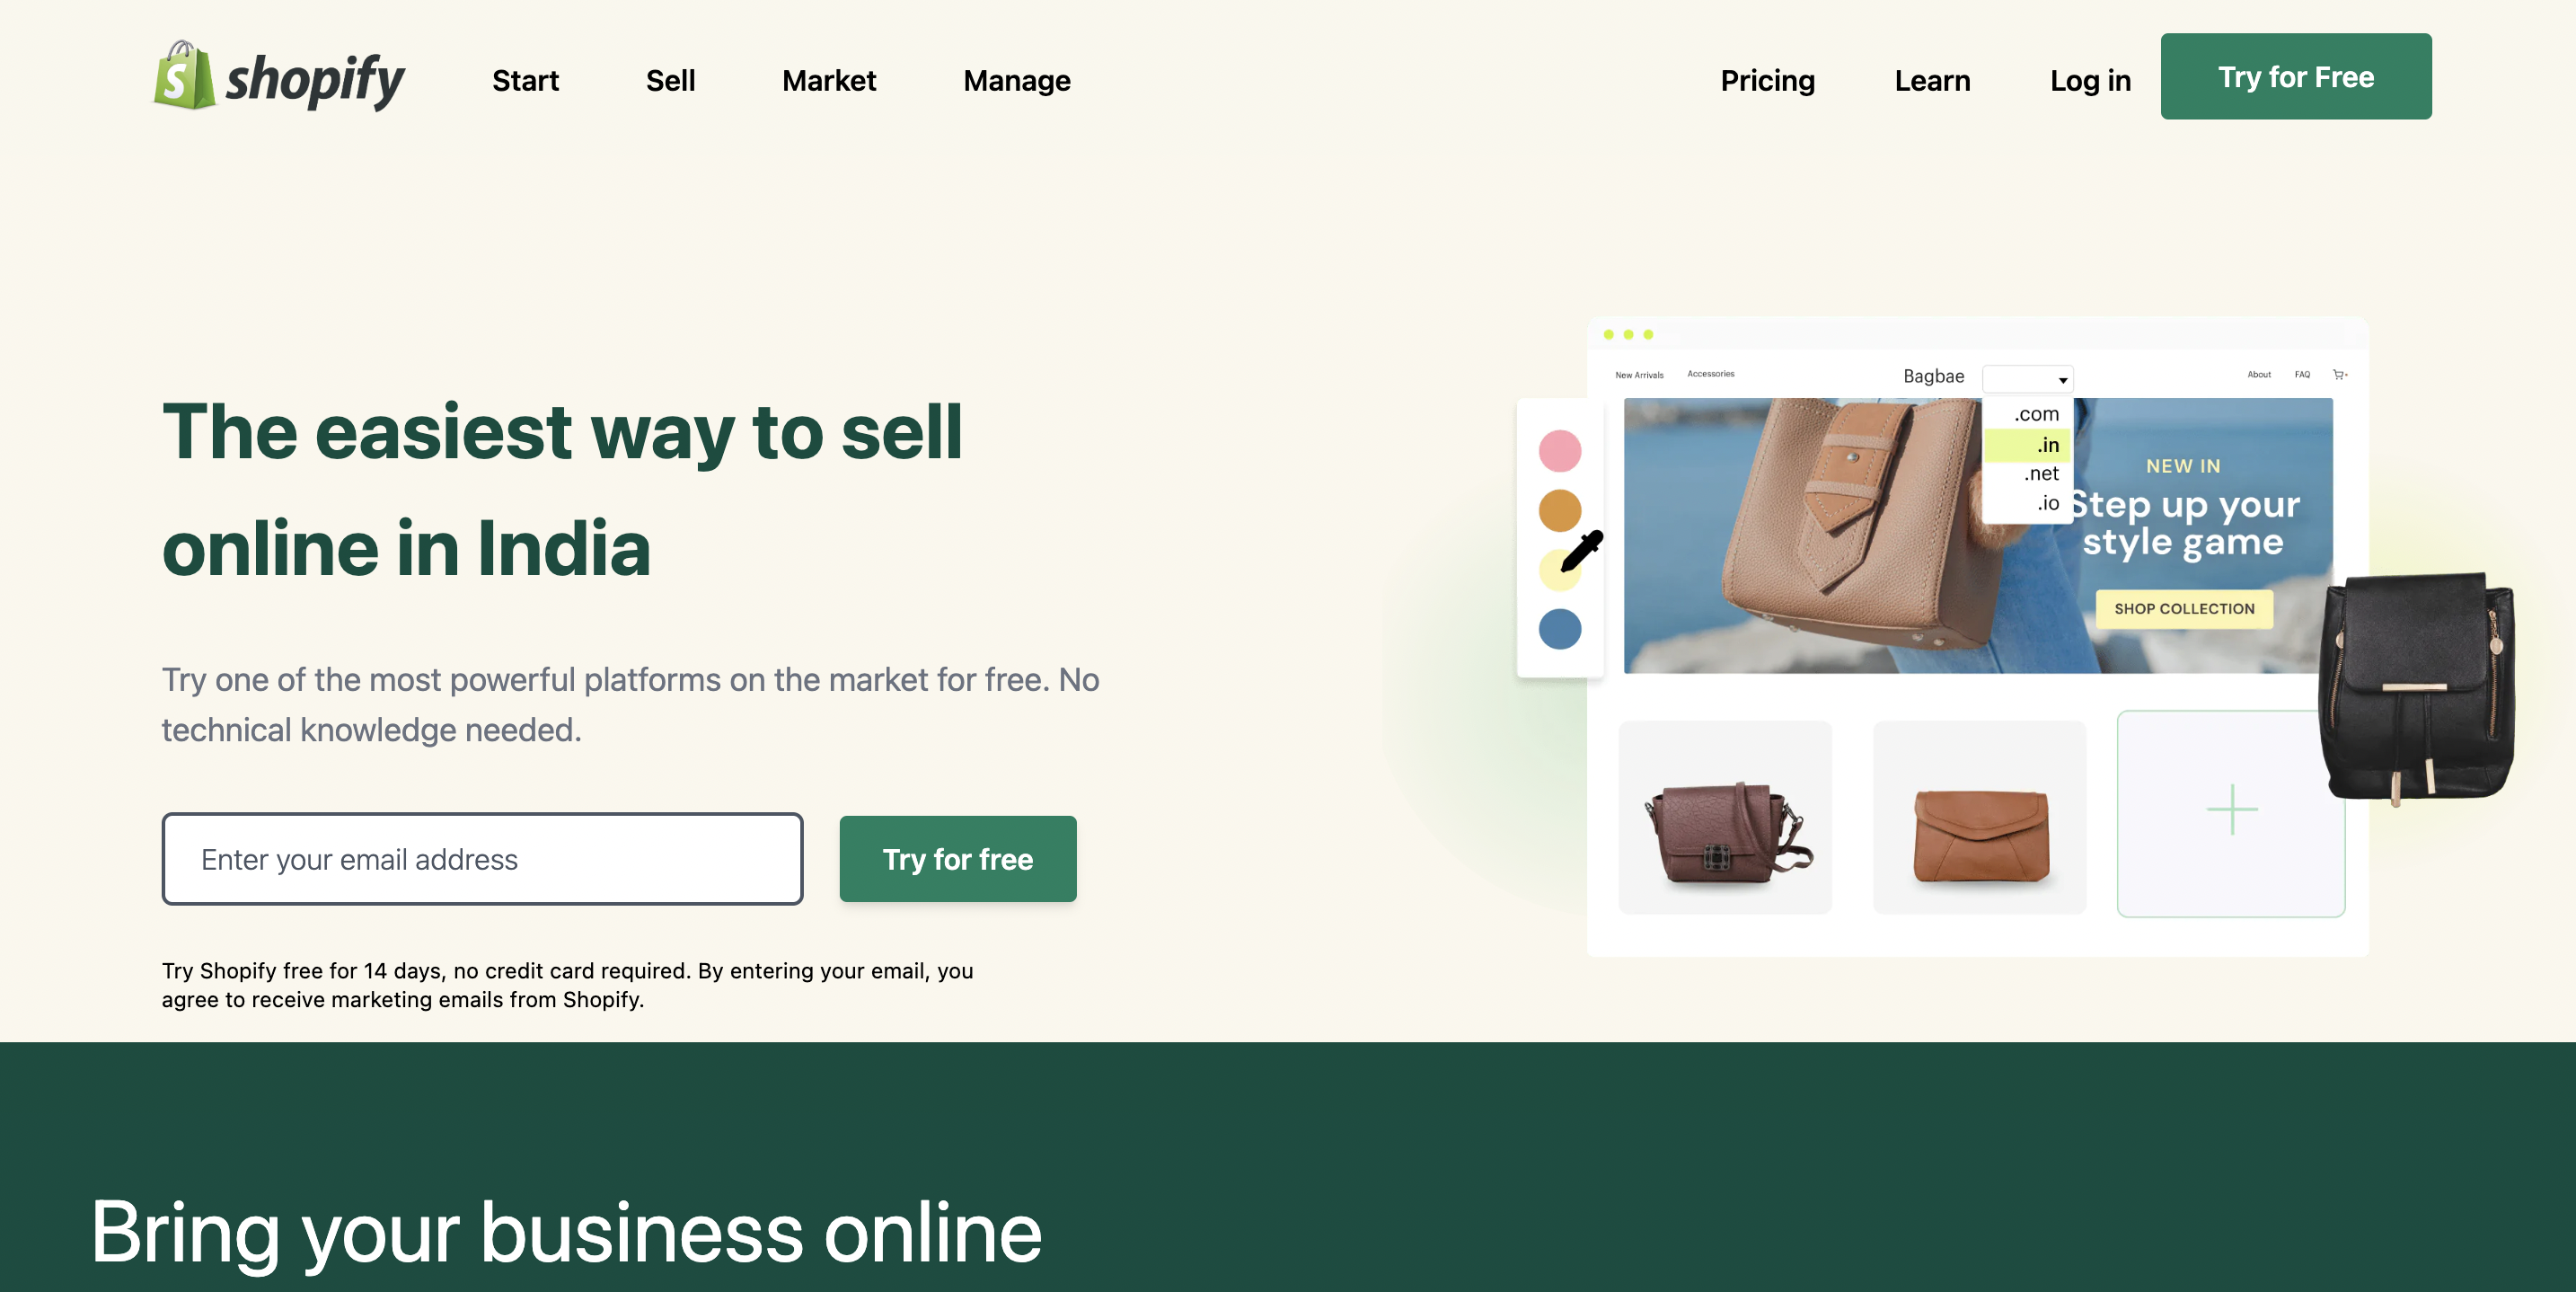 shopify
Start
Sell
Market
Manage
Pricing
Learn
Log in
Try for Free
The easiest way to sell
online in India
Try one of the most powerful platforms on the market for free. No
technical knowledge needed.
Enter your email address
Try for free
Try Shopify free for 14 days, no credit card required. By entering your email, you
agree to receive marketing emails from Shopify.
New Arrivals
Accessories
Bagbae
About
FAQ
.com
.in
.net
.io
NEW IN
Step up your
style game
SHOP COLLECTION
Bring your business online